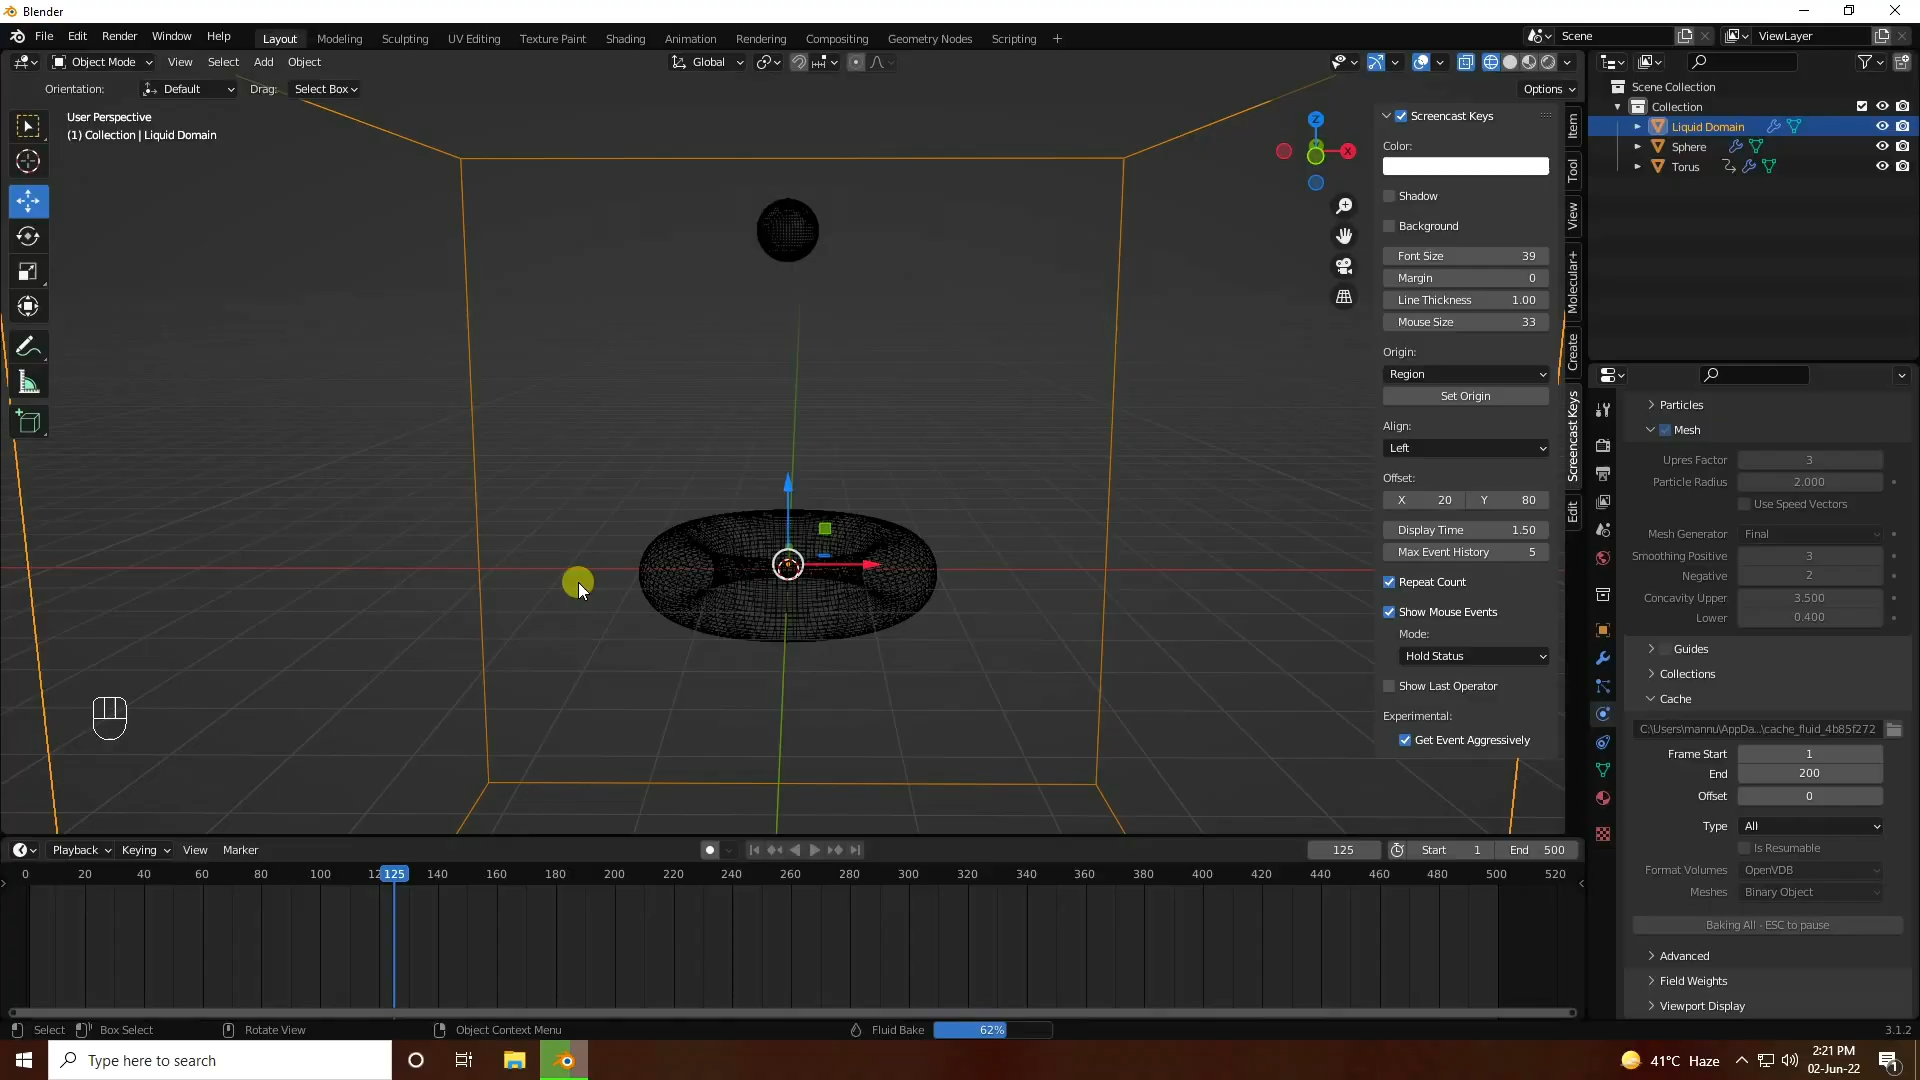 Blender
File Edit Render Window Help
Layout Modeling Sculpting UV Editing Texture Paint Shading Animation Rendering Compositing Geometry Nodes Scripting +
Scene
ViewLayer
Object Mode View Select Add Object
Global
Orientation: Default Drag: Select Box
Options
User Perspective
(1) Collection | Liquid Domain
Z
X
Screencast Keys
Color:
Shadow
Background
Font Size 39
Margin 0
Line Thickness 1.00
Mouse Size 33
Origin:
Region
Set Origin
Align:
Left
Offset:
X 20 Y 80
Display Time 1.50
Max Event History 5
Repeat Count
Show Mouse Events
Mode:
Hold Status
Show Last Operator
Experimental:
Get Event Aggressively
Item
Tool
View
Molecular+
Create
Screencast Keys
Edit
Scene Collection
Collection
Liquid Domain
Sphere
Torus
Particles
Mesh
Upres Factor 3
Particle Radius 2.000
Use Speed Vectors
Mesh Generator Final
Smoothing Positive 3
Negative 2
Concavity Upper 3.500
Lower 0.400
Guides
Collections
Cache
C:\Users\mannu\AppDa...\cache_fluid_4b85f272
Frame Start 1
End 200
Offset 0
Type All
Is Resumable
Format Volumes OpenVDB
Meshes Binary Object
Baking All - ESC to pause
Advanced
Field Weights
Viewport Display
Playback Keying View Marker
125 Start 1 End 500
0 20 40 60 80 100 12 125 140 160 180 200 220 240 260 280 300 320 340 360 380 400 420 440 460 480 500 520
Select Box Select Rotate View Object Context Menu
Fluid Bake 62%
3.1.2
Type here to search
41°C Haze
2:21 PM
02-Jun-22
1